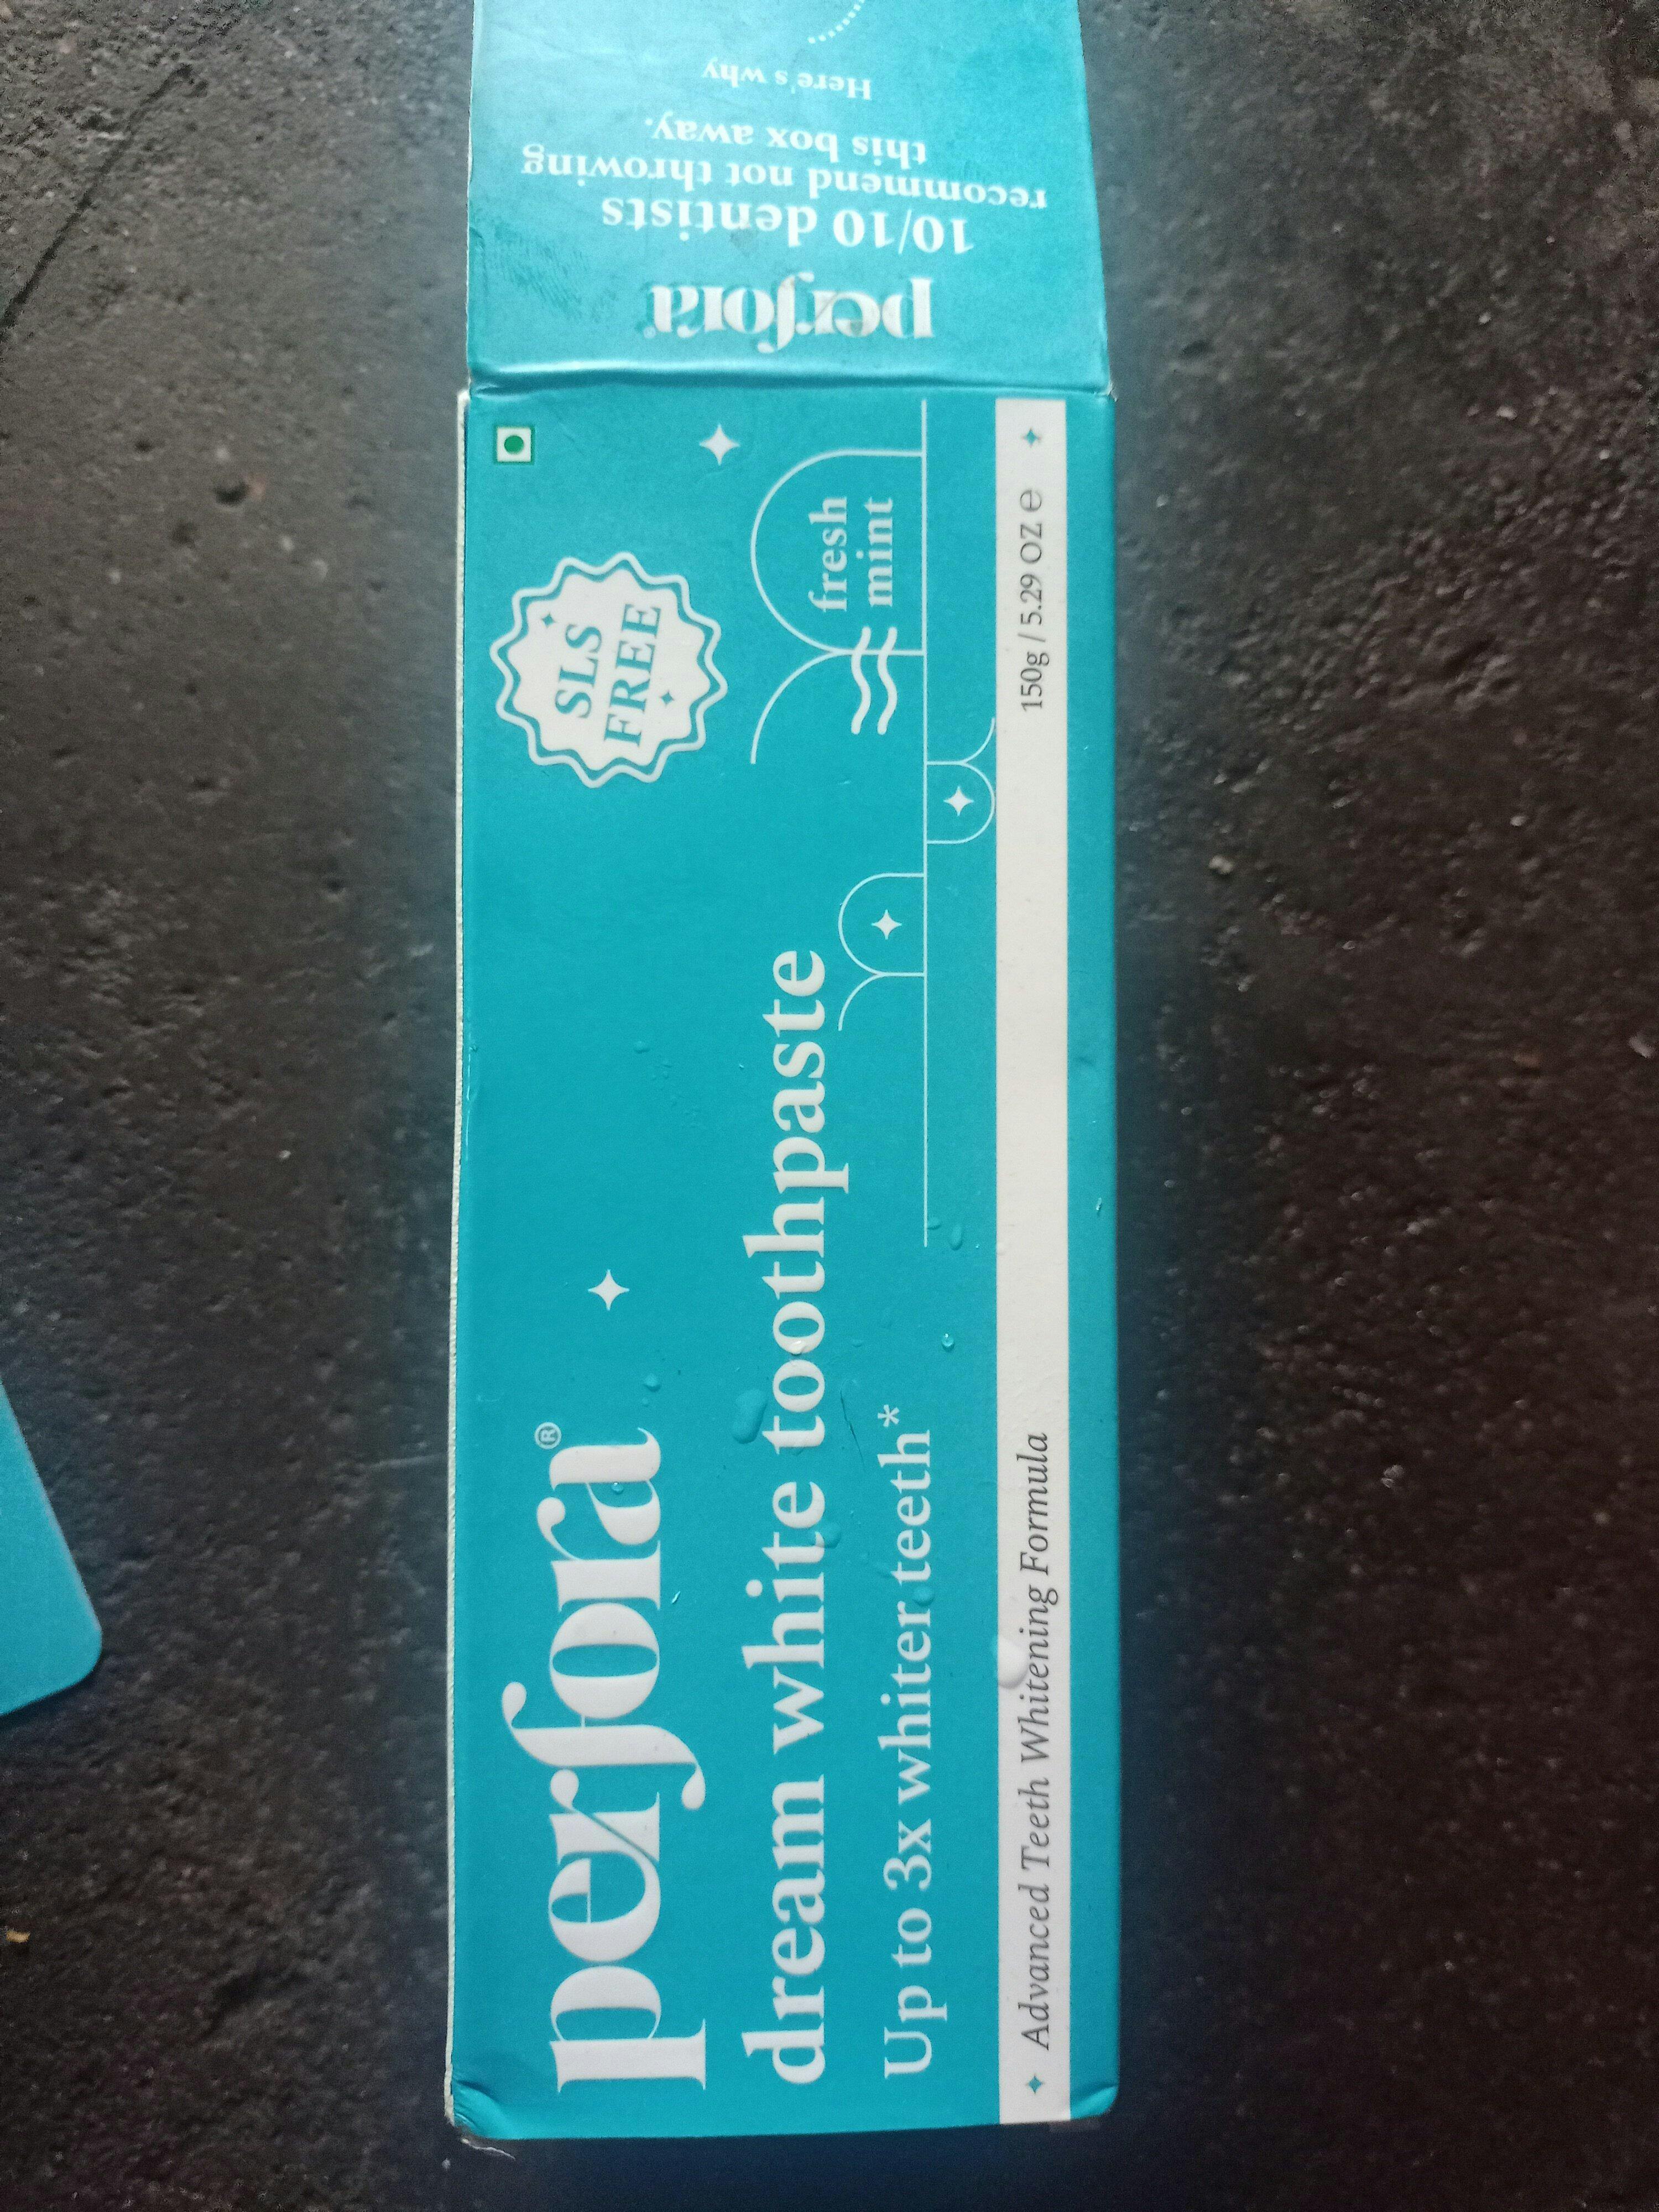 perfora®
dream white toothpaste
Up to 3x whiter teeth*
SLS
FREE
fresh
mint
Advanced Teeth Whitening Formula
150g / 5.29 OZ e
perfora®
10/10 dentists
recommend not throwing
this box away.
Here's why